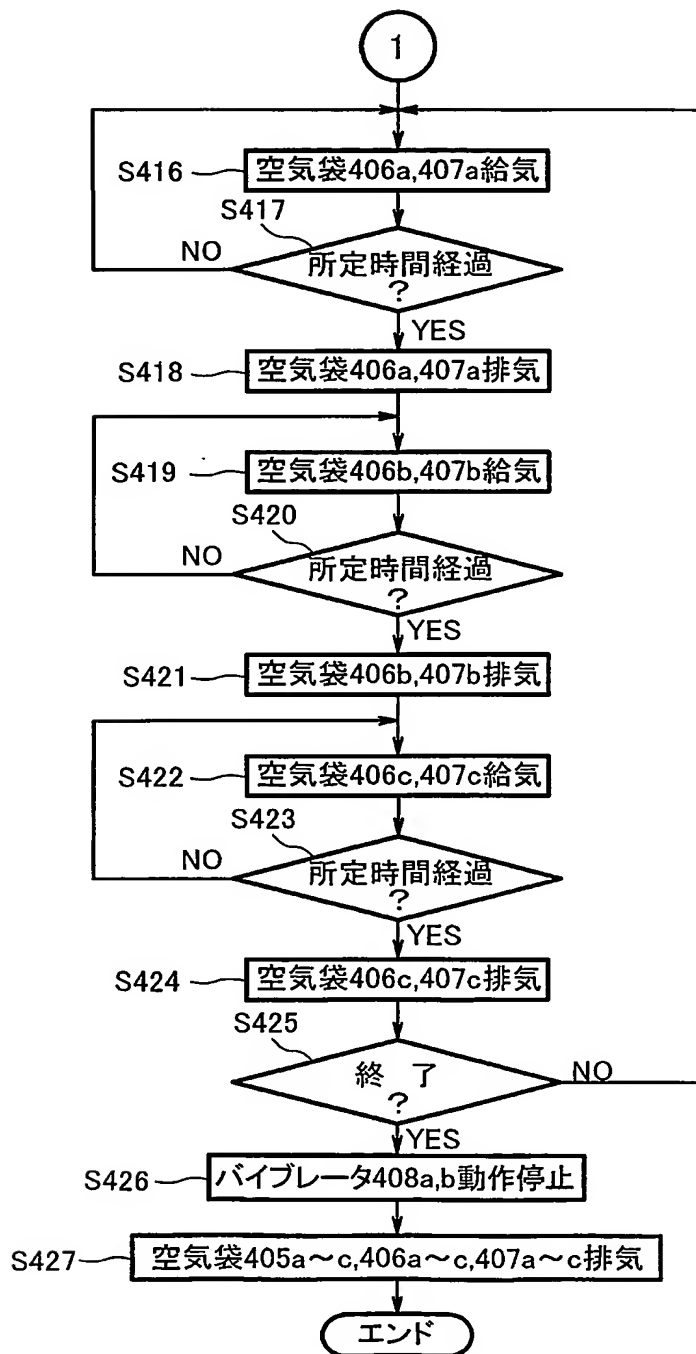 1
S416
空気袋406a,407a給気
S417
NO
所定時間経過
?
YES
S418
空気袋406a,407a排気
S419
空気袋406b,407b給気
S420
NO
所定時間経過
?
YES
S421
空気袋406b,407b排気
S422
空気袋406c,407c給気
S423
NO
所定時間経過
?
YES
S424
空気袋406c,407c排気
S425
終 了
?
NO
YES
S426
バイブレータ408a,b動作停止
S427
空気袋405a～c,406a～c,407a～c排気
エンド